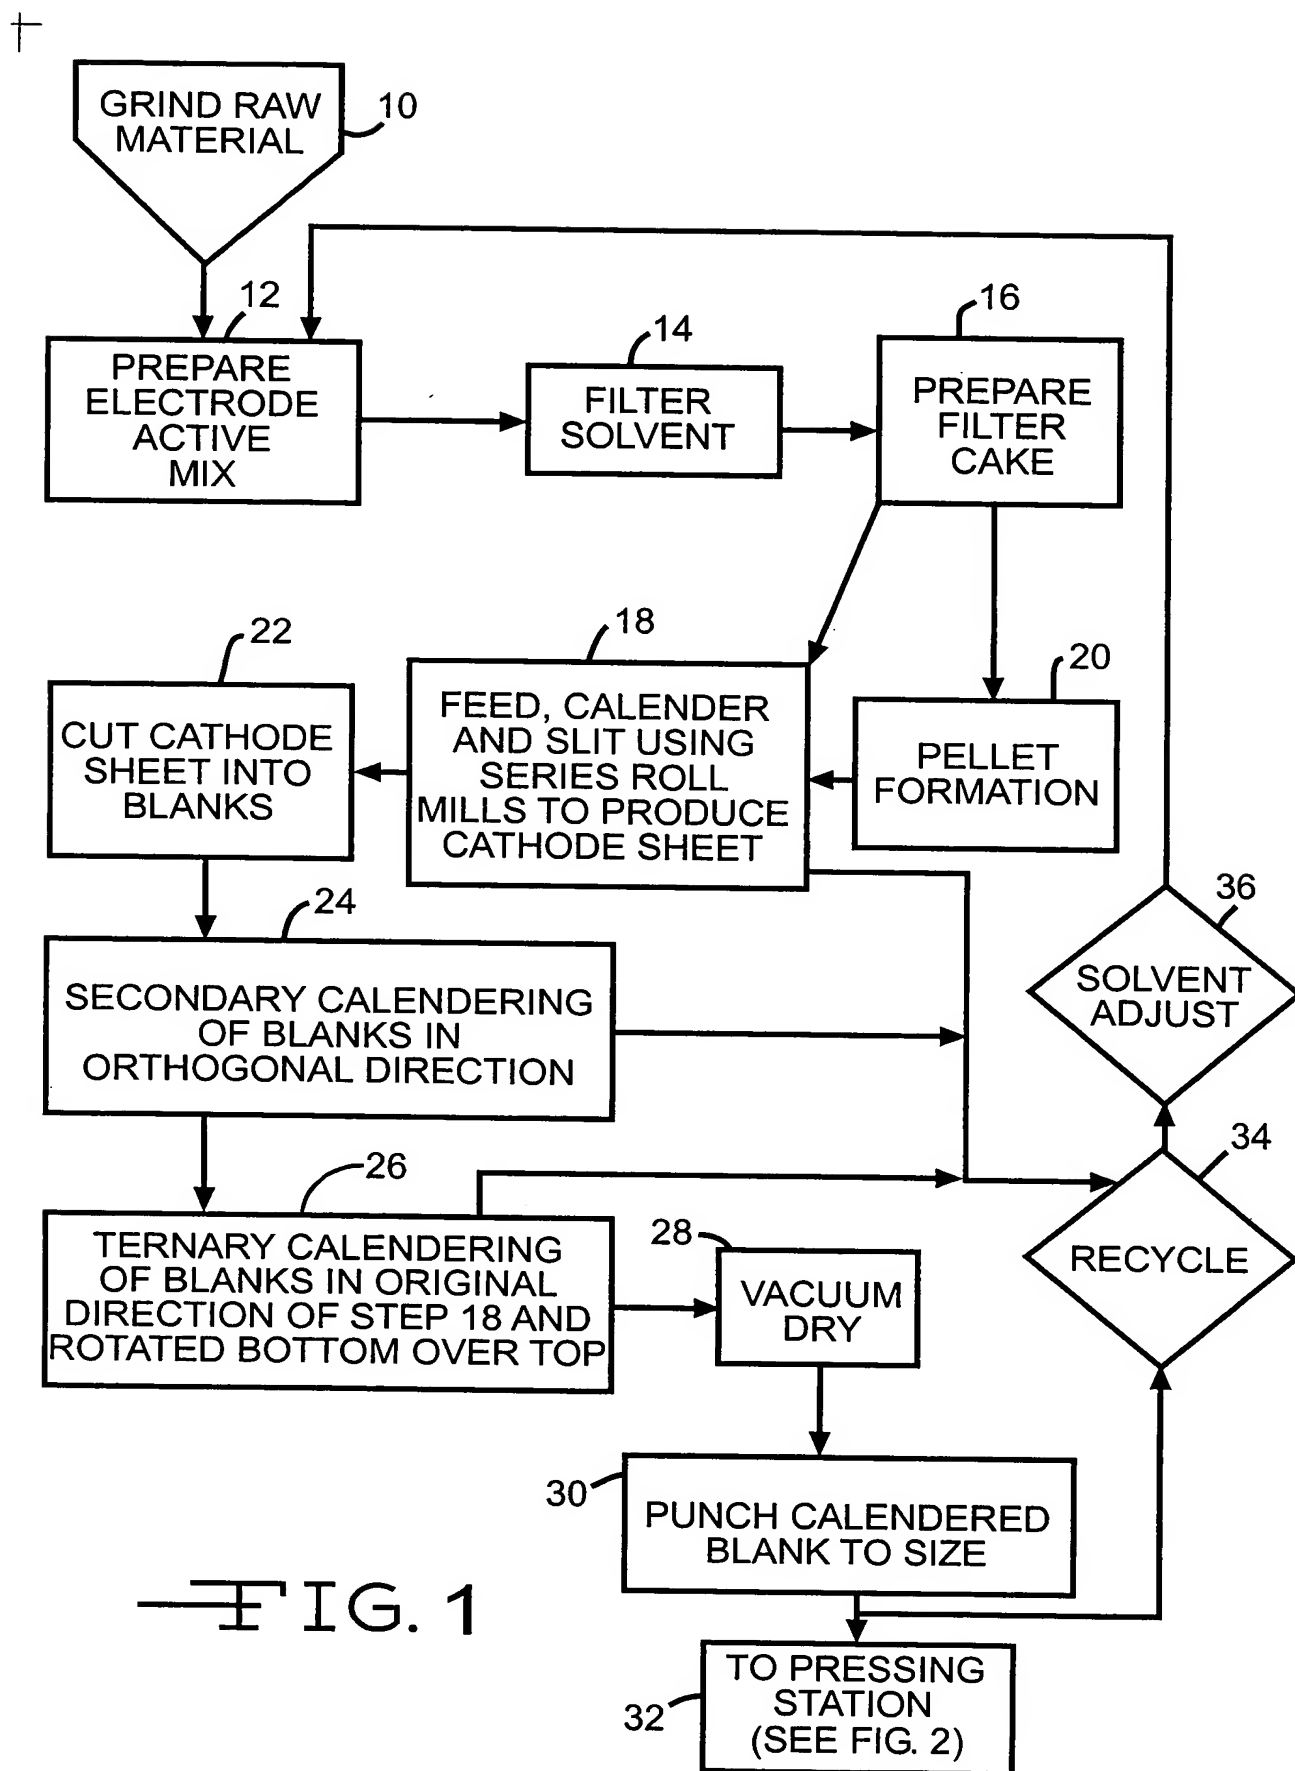 GRIND RAW
MATERIAL
10
12
PREPARE
ELECTRODE
ACTIVE
MIX
14
FILTER
SOLVENT
16
PREPARE
FILTER
CAKE
18
FEED, CALENDER
AND SLIT USING
SERIES ROLL
MILLS TO PRODUCE
CATHODE SHEET
20
PELLET
FORMATION
22
CUT CATHODE
SHEET INTO
BLANKS
24
SECONDARY CALENDERING
OF BLANKS IN
ORTHOGONAL DIRECTION
26
TERNARY CALENDERING
OF BLANKS IN ORIGINAL
DIRECTION OF STEP 18 AND
ROTATED BOTTOM OVER TOP
28
VACUUM
DRY
30
PUNCH CALENDERED
BLANK TO SIZE
32
TO PRESSING
STATION
(SEE FIG. 2)
34
RECYCLE
36
SOLVENT
ADJUST
FIG. 1